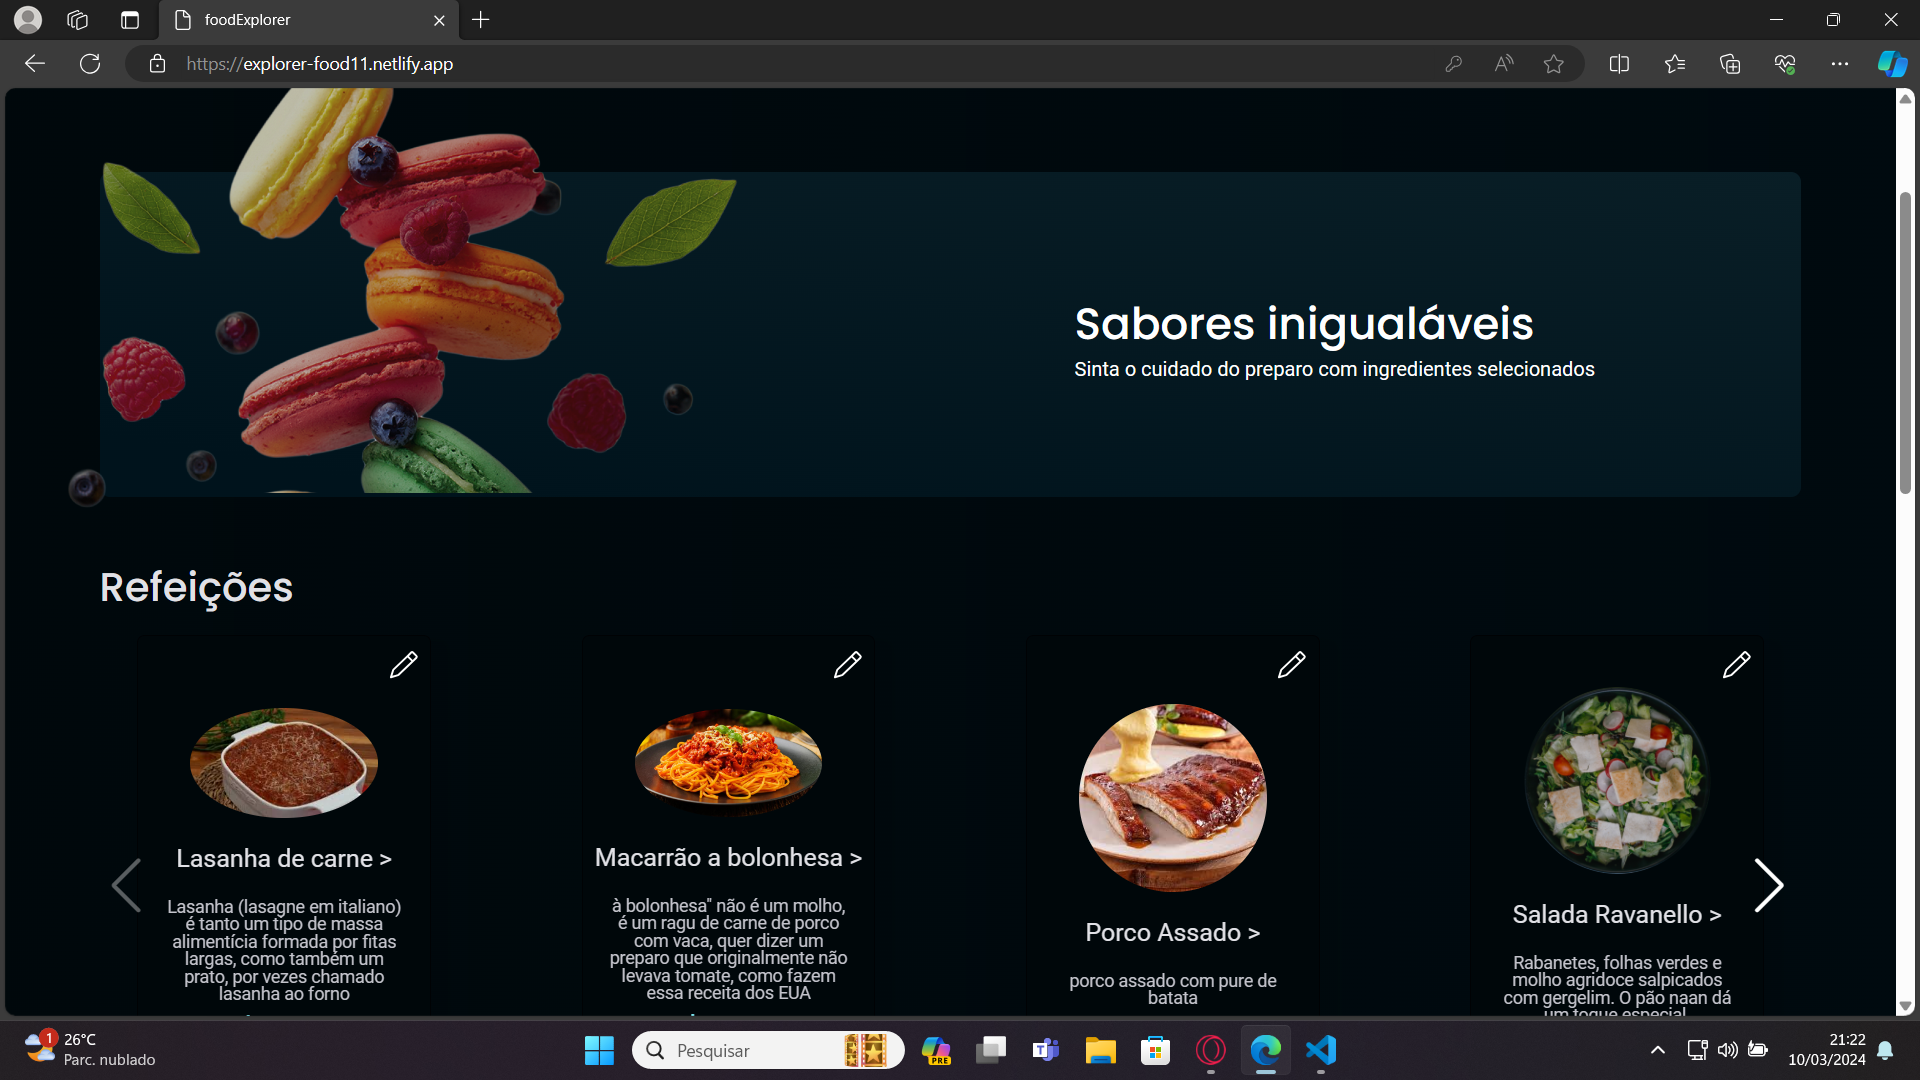 foodExplorer
https://explorer-food11.netlify.app
Sabores inigualáveis
Sinta o cuidado do preparo com ingredientes selecionados
Refeições
Lasanha de carne >
Lasanha (lasagne em italiano)
é tanto um tipo de massa
alimentícia formada por fitas
largas, como também um
prato, por vezes chamado
lasanha ao forno
Macarrão a bolonhesa >
à bolonhesa" não é um molho,
é um ragu de carne de porco
com vaca, quer dizer um
preparo que originalmente não
levava tomate, como fazem
essa receita dos EUA
Porco Assado >
porco assado com pure de
batata
Salada Ravanello >
Rabanetes, folhas verdes e
molho agridoce salpicados
com gergelim. O pão naan dá
um toque especial
1
26°C
Parc. nublado
Pesquisar
PRE
21:22
10/03/2024